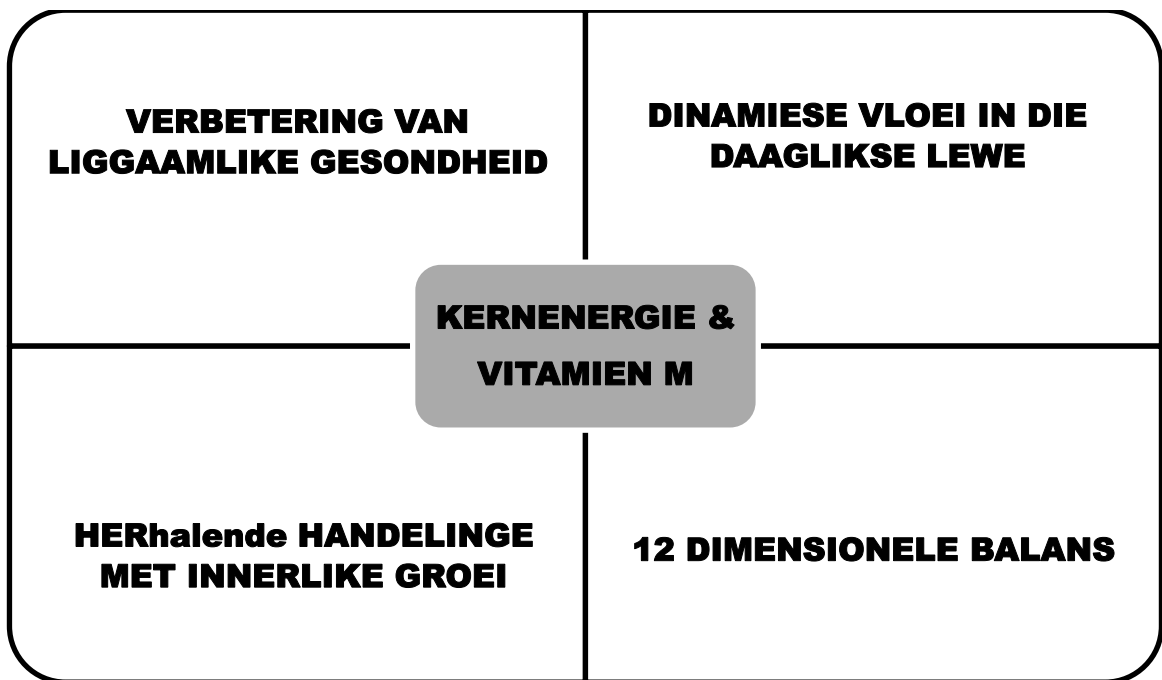 VERBETERING VAN
LIGGAAMLIKE GESONDHEID
DINAMIESE VLOEI IN DIE
DAAGLIKSE LEWE
KERNENERGIE &
VITAMIEN M
HERhalende HANDELINGE
MET INNERLIKE GROEI
12 DIMENSIONELE BALANS